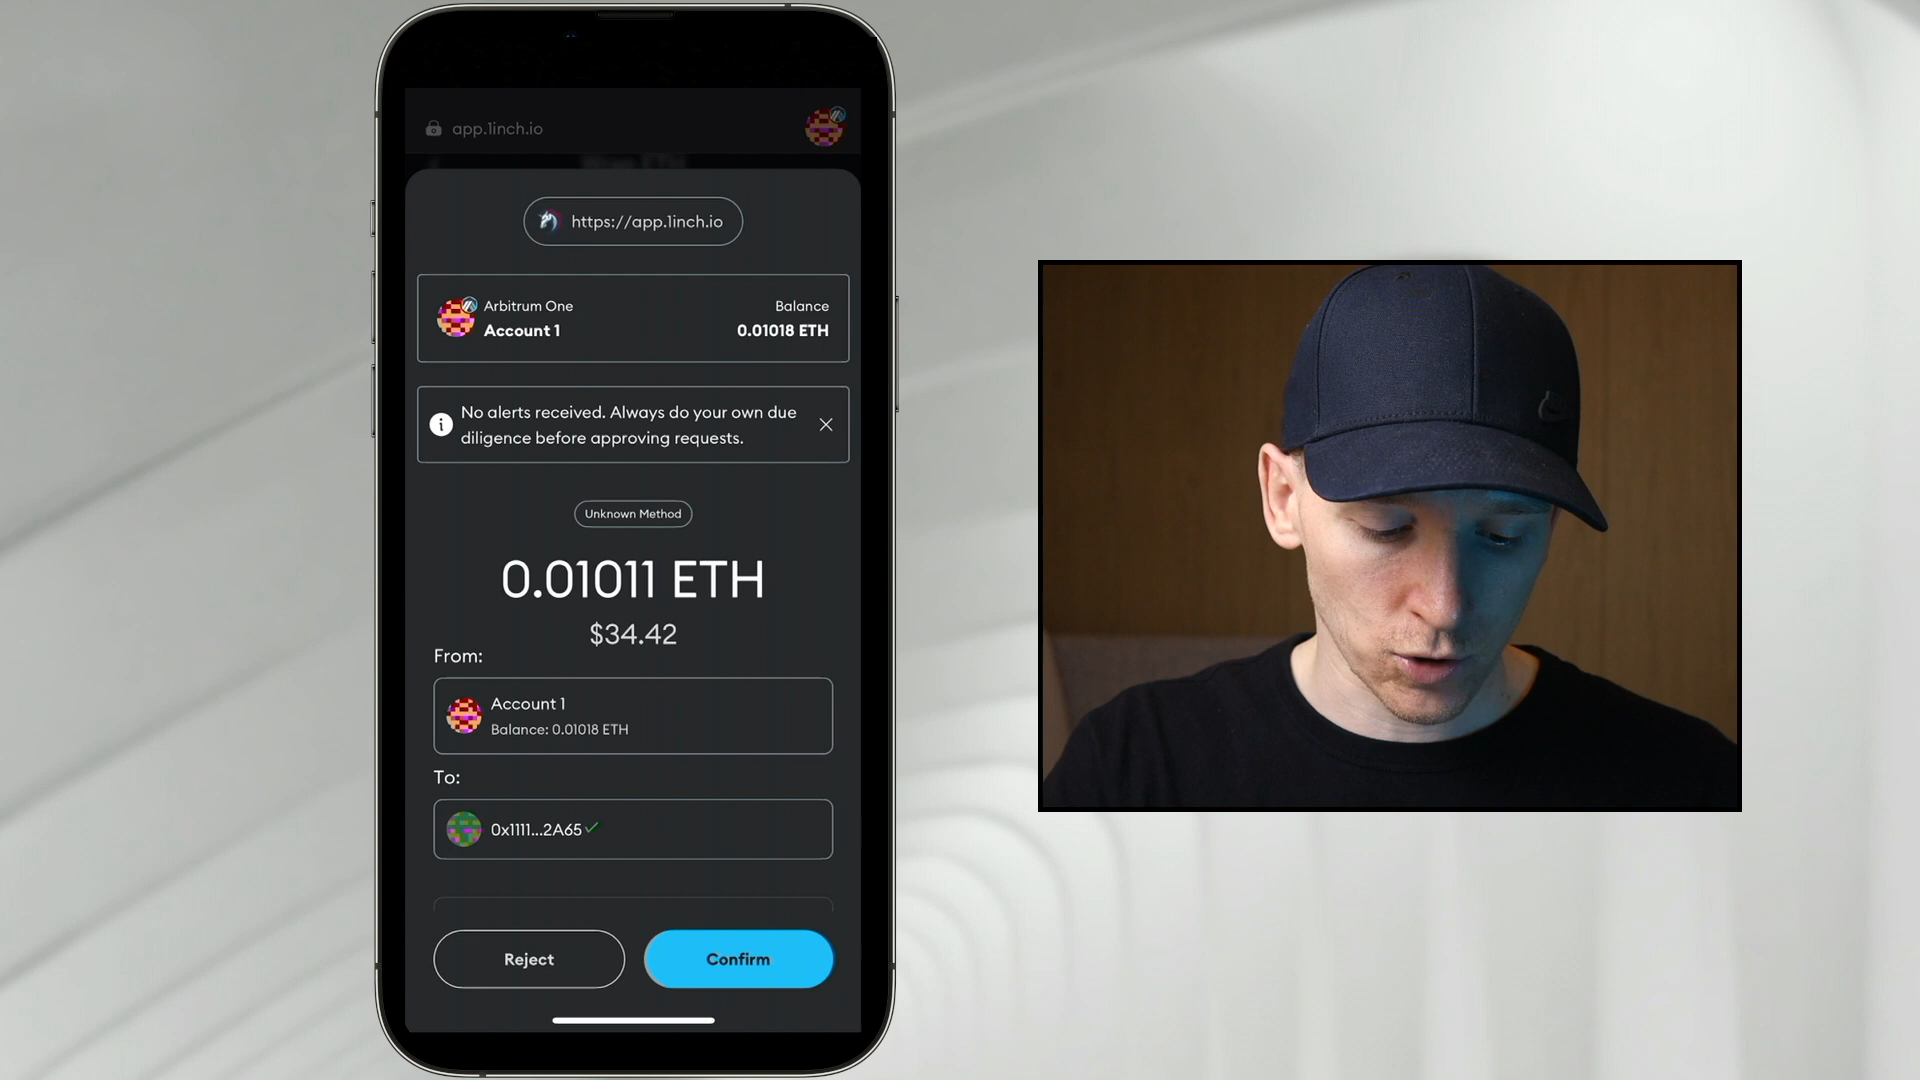 app.1inch.io
Wrap ETH
https://app.1inch.io
Arbitrum One
Account 1
Balance
0.01018 ETH
No alerts received. Always do your own due
diligence before approving requests.
Unknown Method
0.01011 ETH
$34.42
From:
Account 1
Balance: 0.01018 ETH
To:
0x1111...2A65
Reject
Confirm